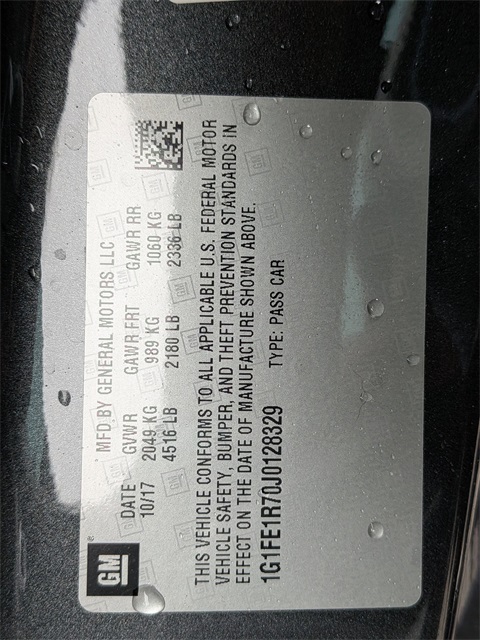 GM
MFD BY GENERAL MOTORS LLC
DATE GVWR GAWR FRT GAWR RR
10/17 2049 KG 989 KG 1060 KG
4516 LB 2180 LB 2336 LB
THIS VEHICLE CONFORMS TO ALL APPLICABLE U.S. FEDERAL MOTOR
VEHICLE SAFETY, BUMPER, AND THEFT PREVENTION STANDARDS IN
EFFECT ON THE DATE OF MANUFACTURE SHOWN ABOVE.
1G1FE1R70J0128329 TYPE: PASS CAR